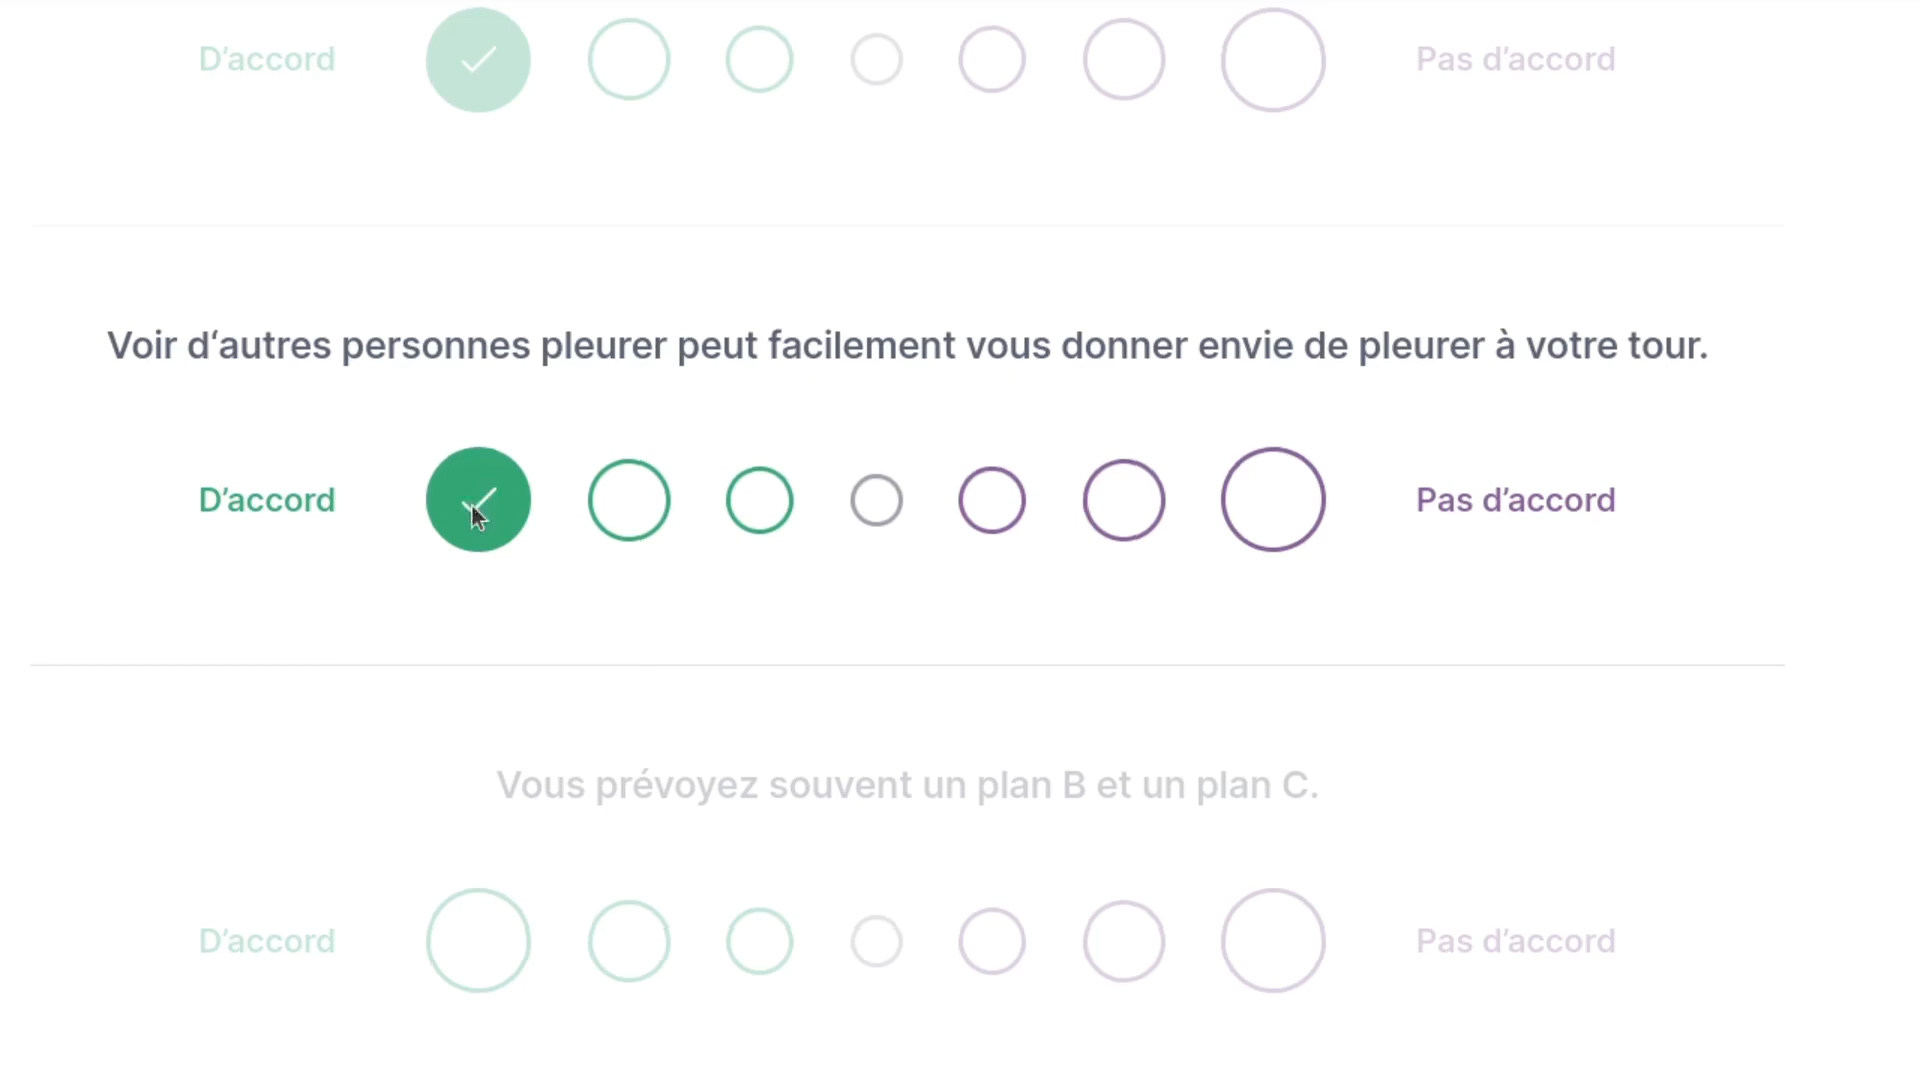 D’accord Pas d’accord
Voir d‘autres personnes pleurer peut facilement vous donner envie de pleurer à votre tour.
D’accord Pas d’accord
Vous prévoyez souvent un plan B et un plan C.
D’accord Pas d’accord